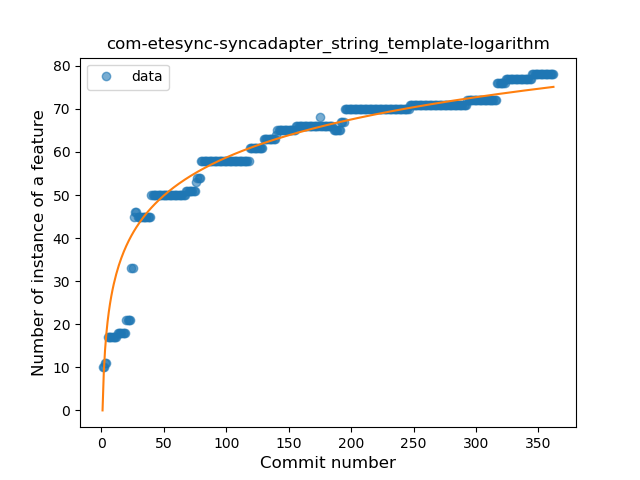 com-etesync-syncadapter_string_template-logarithm
data
Number of instance of a feature
80
70
60
50
40
30
20
10
0
0 50 100 150 200 250 300 350
Commit number